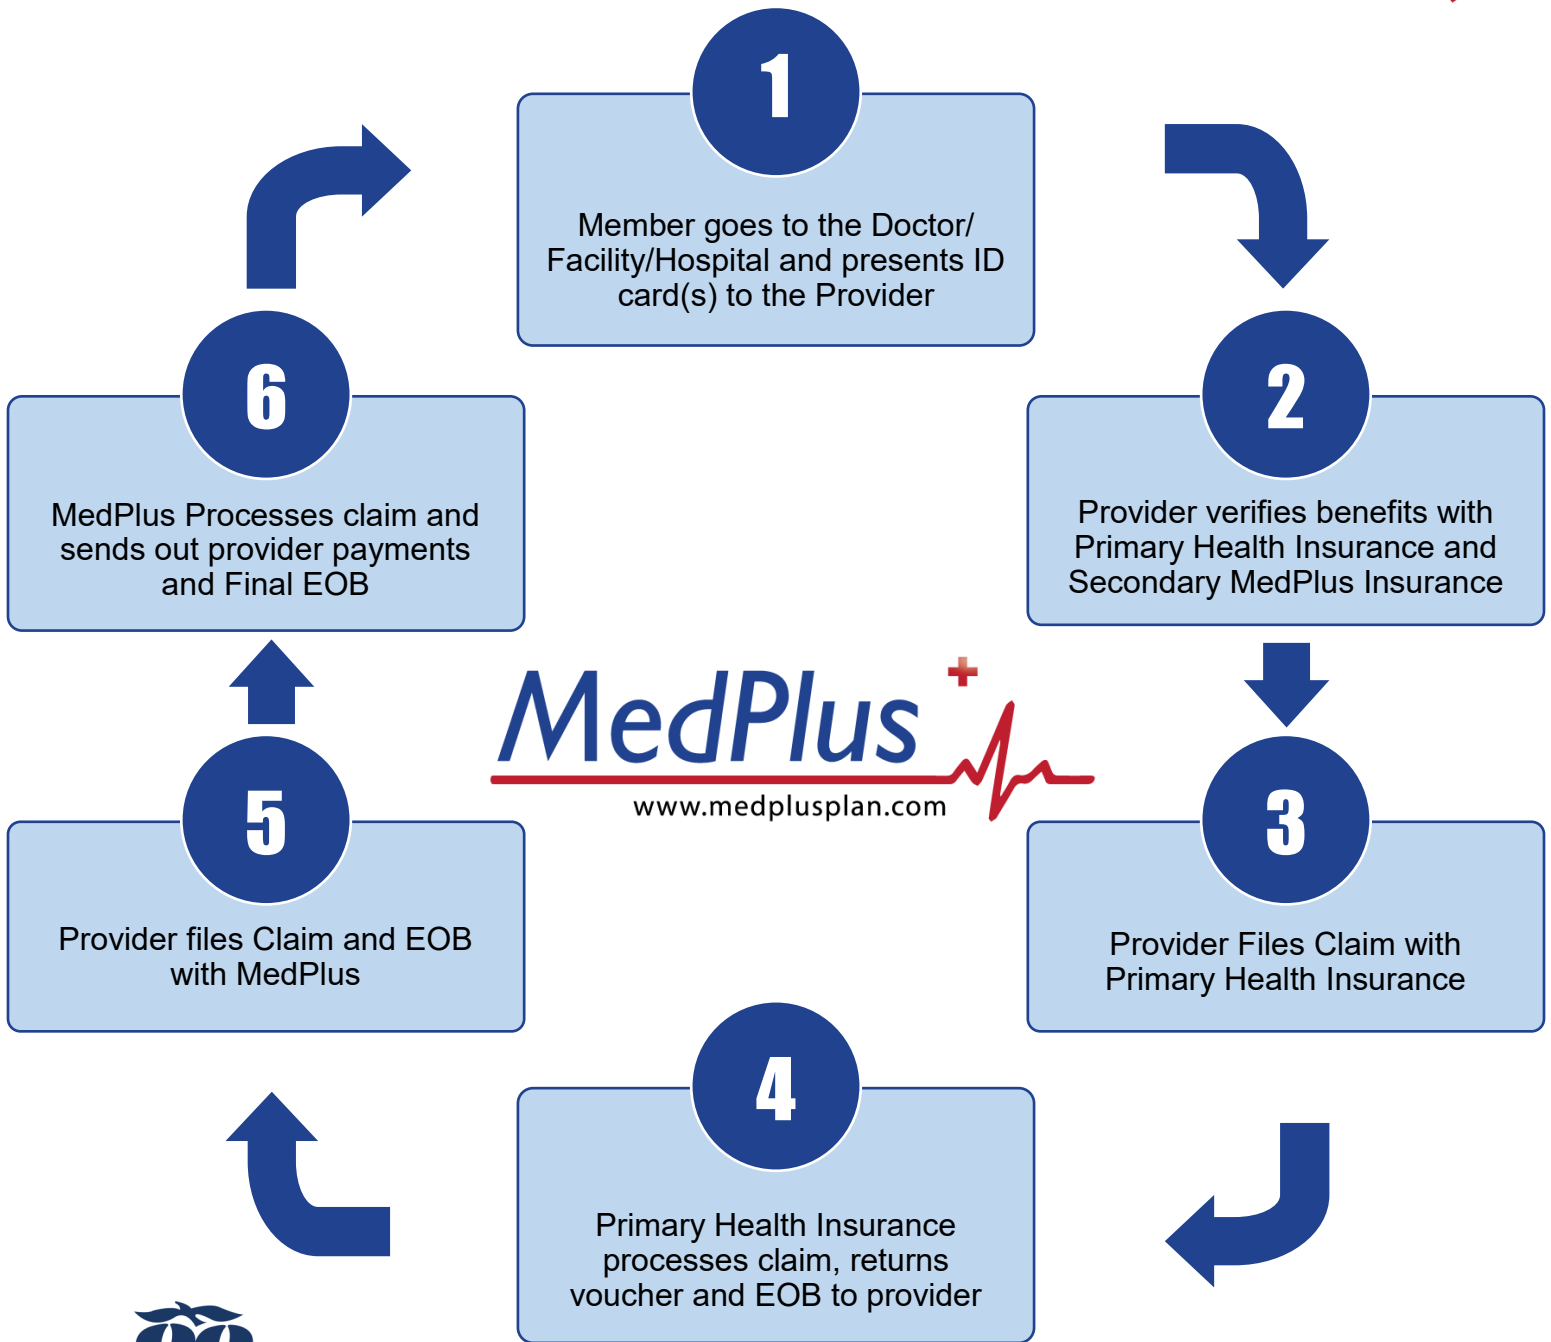 1
Member goes to the Doctor/
Facility/Hospital and presents ID
card(s) to the Provider
2
Provider verifies benefits with
Primary Health Insurance and
Secondary MedPlus Insurance
3
Provider Files Claim with
Primary Health Insurance
4
Primary Health Insurance
processes claim, returns
voucher and EOB to provider
5
Provider files Claim and EOB
with MedPlus
6
MedPlus Processes claim and
sends out provider payments
and Final EOB
MedPlus
www.medplusplan.com